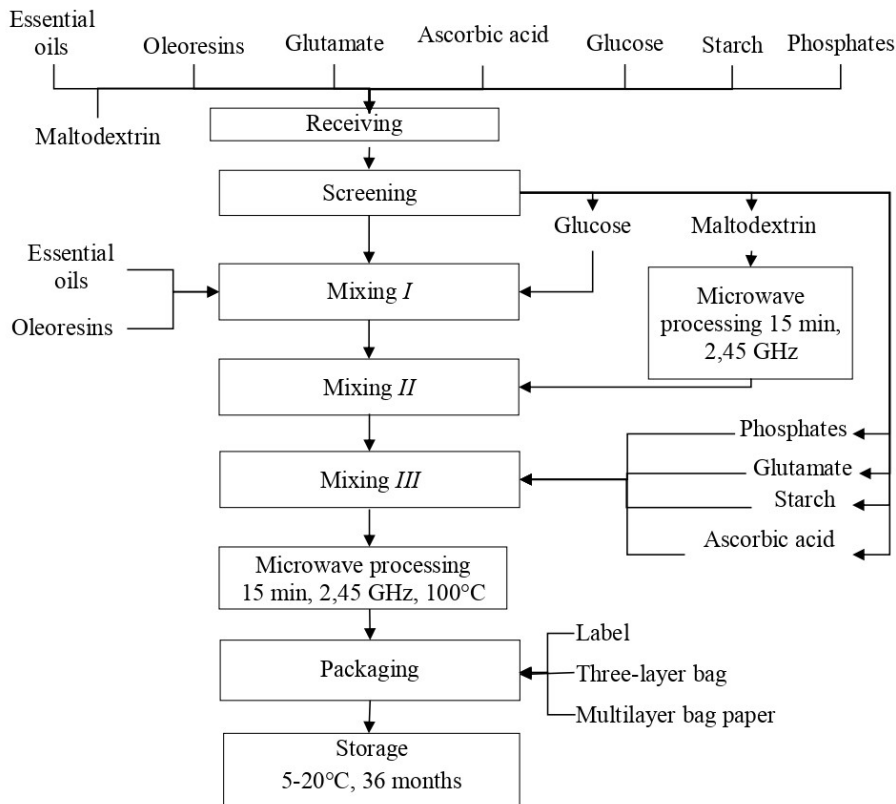 Essential
oils
Oleoresins
Glutamate
Ascorbic acid
Glucose
Starch
Phosphates
Maltodextrin
Receiving
Screening
Glucose
Maltodextrin
Essential
oils
Oleoresins
Mixing I
Microwave
processing 15 min,
2,45 GHz
Mixing II
Phosphates
Glutamate
Starch
Ascorbic acid
Mixing III
Microwave processing
15 min, 2,45 GHz, 100°C
Packaging
Label
Three-layer bag
Multilayer bag paper
Storage
5-20°C, 36 months